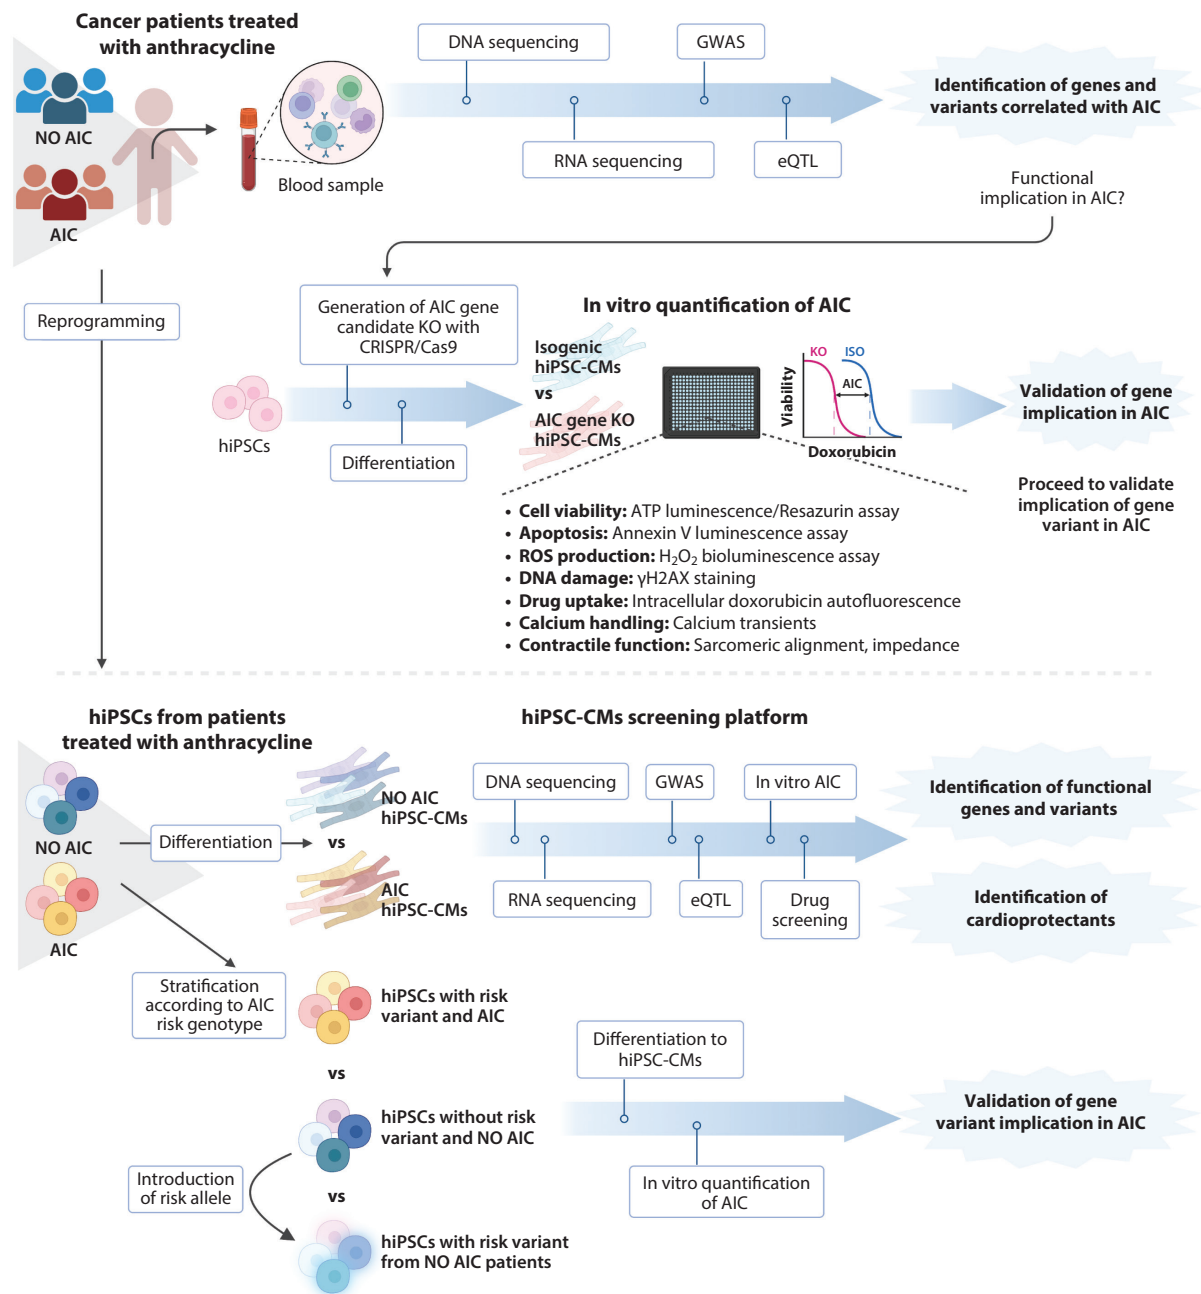 Cancer patients treated
with anthracycline
NO AIC
AIC
Blood sample
DNA sequencing
GWAS
RNA sequencing
eQTL
Identification of genes and
variants correlated with AIC
Functional
implication in AIC?
Reprogramming
Generation of AIC gene
candidate KO with
CRISPR/Cas9
hiPSCs
Differentiation
In vitro quantification of AIC
Isogenic
hiPSC-CMs
vs
AIC gene KO
hiPSC-CMs
KO
ISO
AIC
Viability
Doxorubicin
Validation of gene
implication in AIC
Proceed to validate
implication of gene
variant in AIC
• Cell viability: ATP luminescence/Resazurin assay
• Apoptosis: Annexin V luminescence assay
• ROS production: H₂O₂ bioluminescence assay
• DNA damage: γH2AX staining
• Drug uptake: Intracellular doxorubicin autofluorescence
• Calcium handling: Calcium transients
• Contractile function: Sarcomeric alignment, impedance
hiPSCs from patients
treated with anthracycline
NO AIC
AIC
Differentiation
hiPSC-CMs screening platform
NO AIC
hiPSC-CMs
vs
AIC
hiPSC-CMs
DNA sequencing
GWAS
In vitro AIC
RNA sequencing
eQTL
Drug
screening
Identification of functional
genes and variants
Identification of
cardioprotectants
Stratification
according to AIC
risk genotype
hiPSCs with risk
variant and AIC
vs
hiPSCs without risk
variant and NO AIC
vs
Introduction
of risk allele
hiPSCs with risk variant
from NO AIC patients
Differentiation to
hiPSC-CMs
In vitro quantification
of AIC
Validation of gene
variant implication in AIC